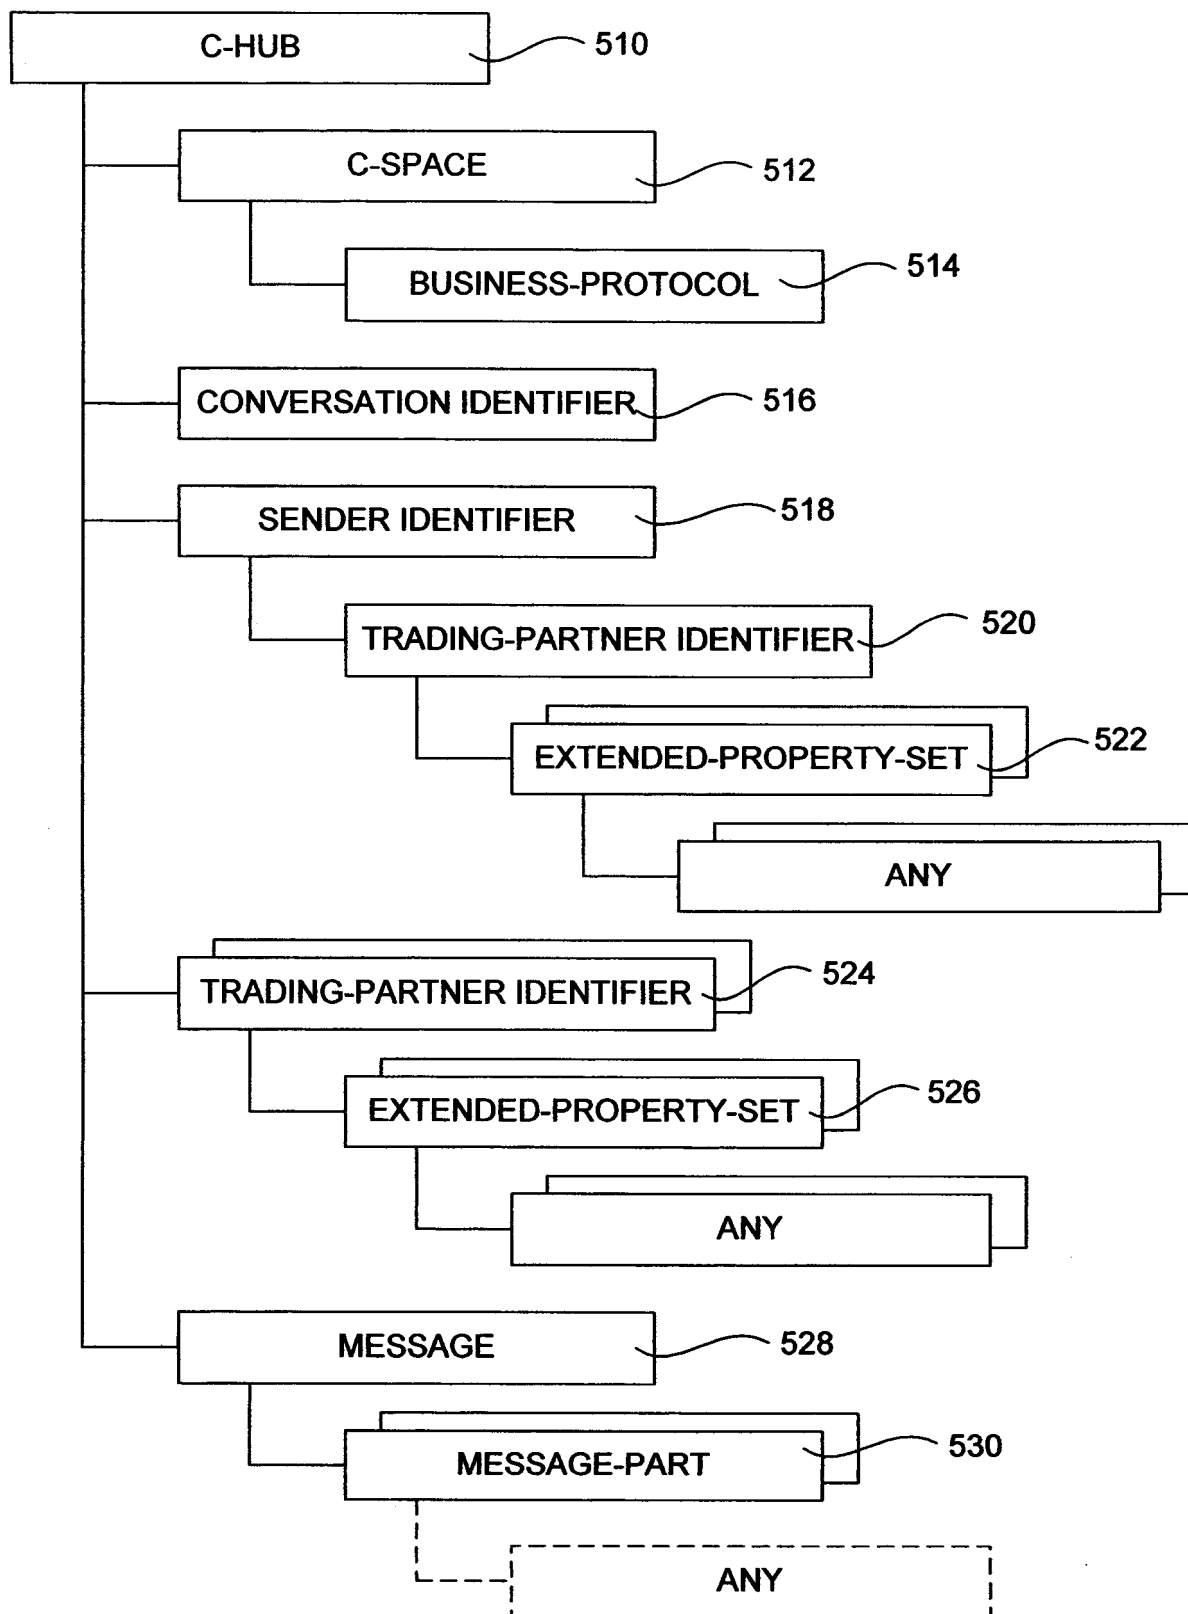 C-HUB 510
C-SPACE 512
BUSINESS-PROTOCOL 514
CONVERSATION IDENTIFIER 516
SENDER IDENTIFIER 518
TRADING-PARTNER IDENTIFIER 520
EXTENDED-PROPERTY-SET 522
ANY
TRADING-PARTNER IDENTIFIER 524
EXTENDED-PROPERTY-SET 526
ANY
MESSAGE 528
MESSAGE-PART 530
ANY